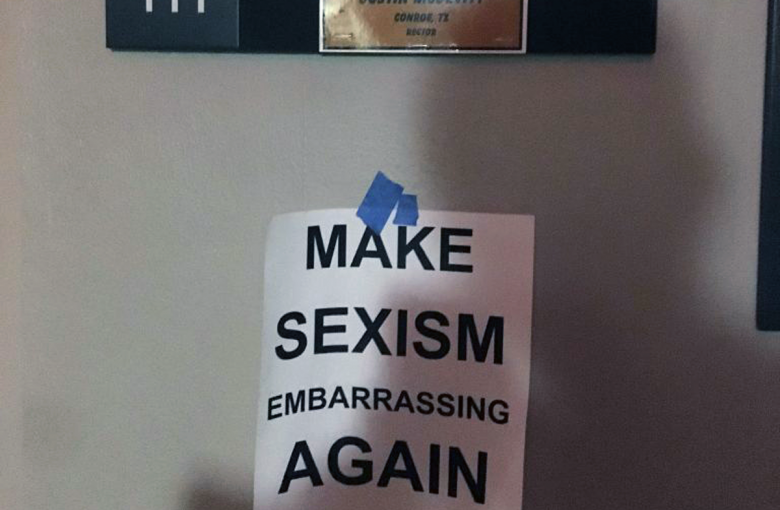 CONROE, TX
MAKE
SEXISM
EMBARRASSING
AGAIN